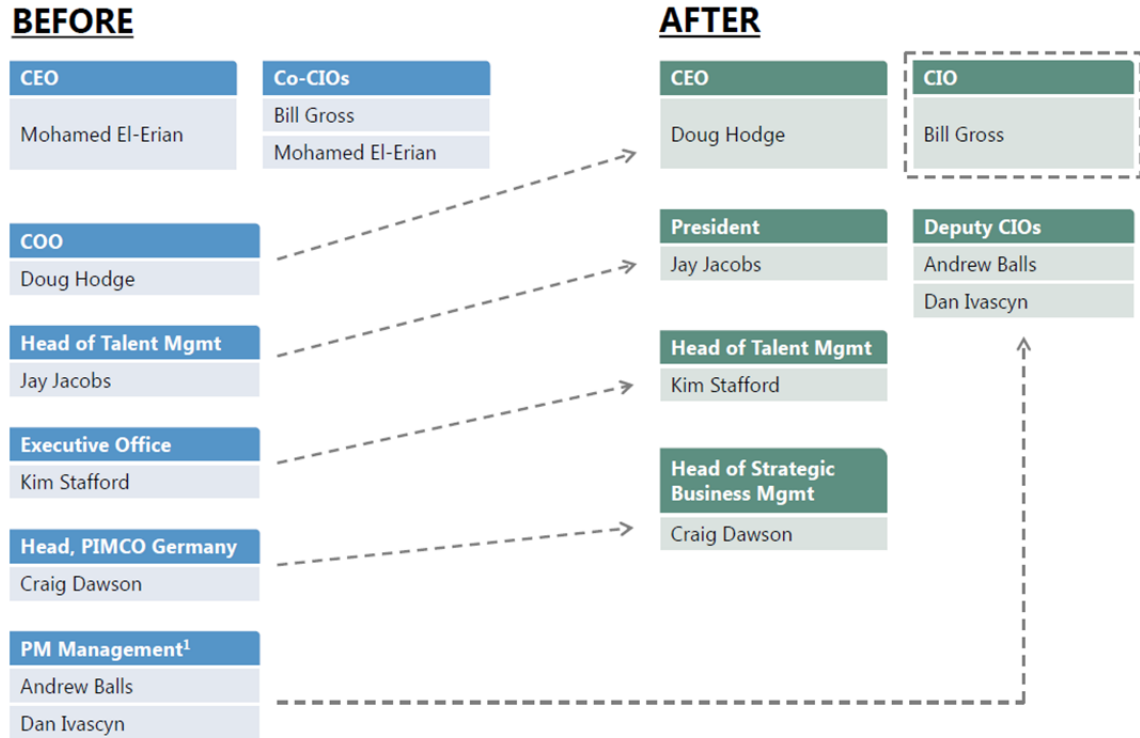 BEFORE
CEO
Mohamed El-Erian
Co-CIOs
Bill Gross
Mohamed El-Erian
COO
Doug Hodge
Head of Talent Mgmt
Jay Jacobs
Executive Office
Kim Stafford
Head, PIMCO Germany
Craig Dawson
PM Management¹
Andrew Balls
Dan Ivascyn
AFTER
CEO
Doug Hodge
CIO
Bill Gross
President
Jay Jacobs
Deputy CIOs
Andrew Balls
Dan Ivascyn
Head of Talent Mgmt
Kim Stafford
Head of Strategic
Business Mgmt
Craig Dawson